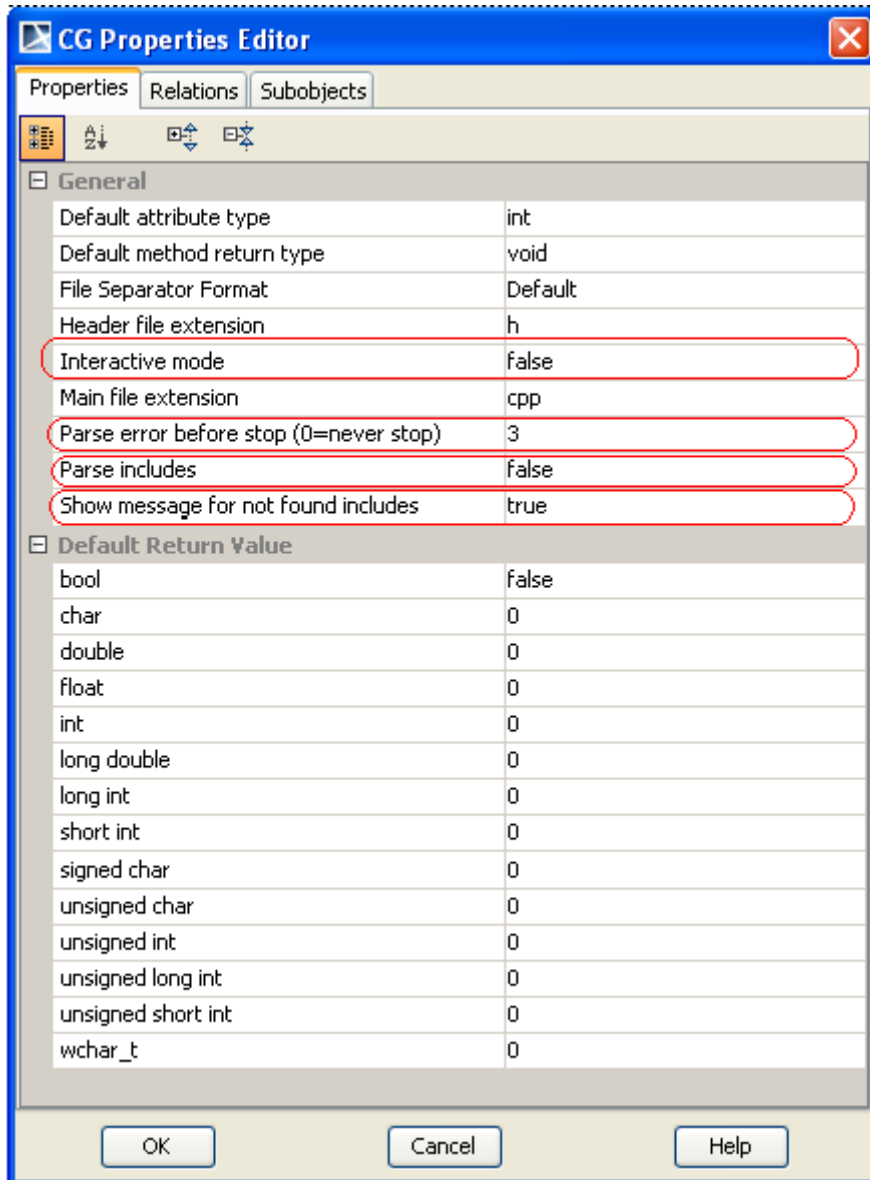 CG Properties Editor
Properties Relations Subobjects
General
Default attribute type int
Default method return type void
File Separator Format Default
Header file extension h
Interactive mode false
Main file extension cpp
Parse error before stop (0=never stop) 3
Parse includes false
Show message for not found includes true
Default Return Value
bool false
char 0
double 0
float 0
int 0
long double 0
long int 0
short int 0
signed char 0
unsigned char 0
unsigned int 0
unsigned long int 0
unsigned short int 0
wchar_t 0
OK Cancel Help